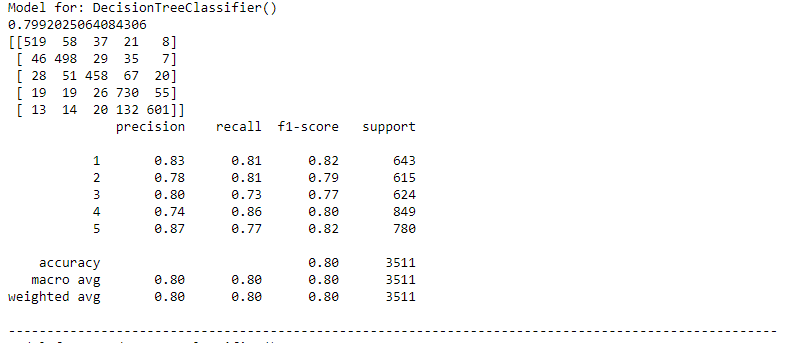 Model for: DecisionTreeClassifier()
0.7992025064084306
[[519  58  37  21   8]
 [ 46 498  29  35   7]
 [ 28  51 458  67  20]
 [ 19  19  26 730  55]
 [ 13  14  20 132 601]]
              precision    recall  f1-score   support

           1       0.83      0.81      0.82       643
           2       0.78      0.81      0.79       615
           3       0.80      0.73      0.77       624
           4       0.74      0.86      0.80       849
           5       0.87      0.77      0.82       780

    accuracy                           0.80      3511
   macro avg       0.80      0.80      0.80      3511
weighted avg       0.80      0.80      0.80      3511

----------------------------------------------------------------------------------------------------